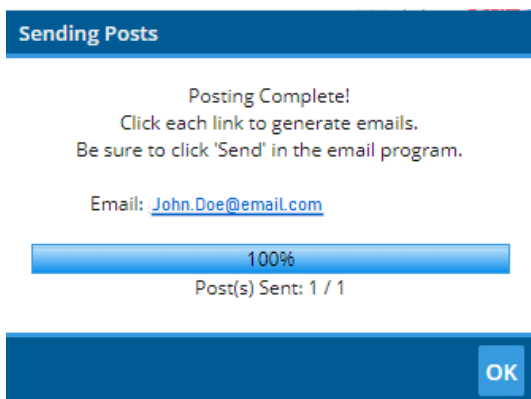 Sending Posts
Posting Complete!
Click each link to generate emails.
Be sure to click 'Send' in the email program.
Email: John.Doe@email.com
100%
Post(s) Sent: 1 / 1
OK